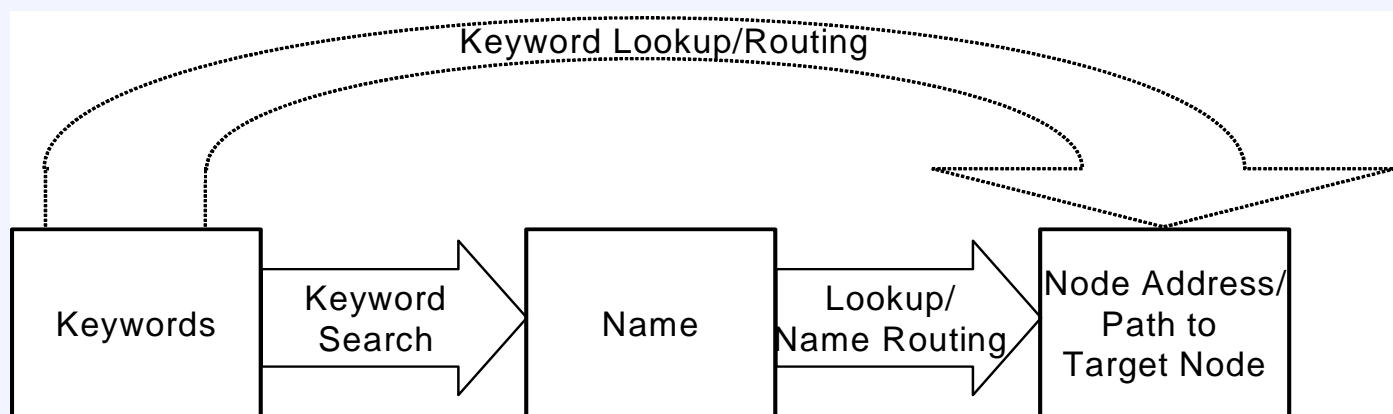 Keyword Lookup/Routing
Keywords
Keyword
Search
Name
Lookup/
Name Routing
Node Address/
Path to
Target Node